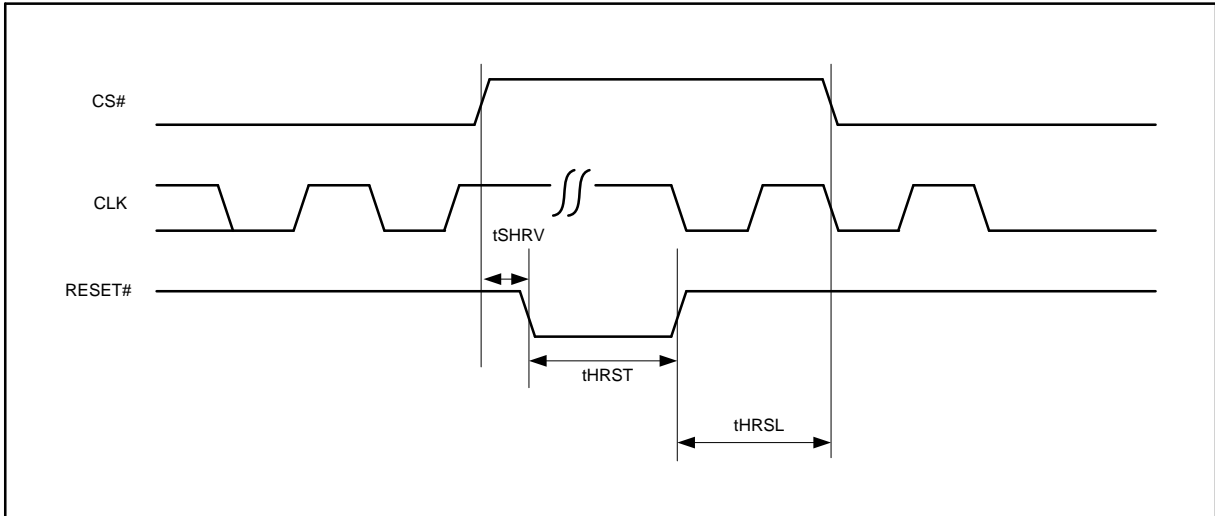 CS#
CLK
tSHRV
RESET#
tHRST
tHRSL